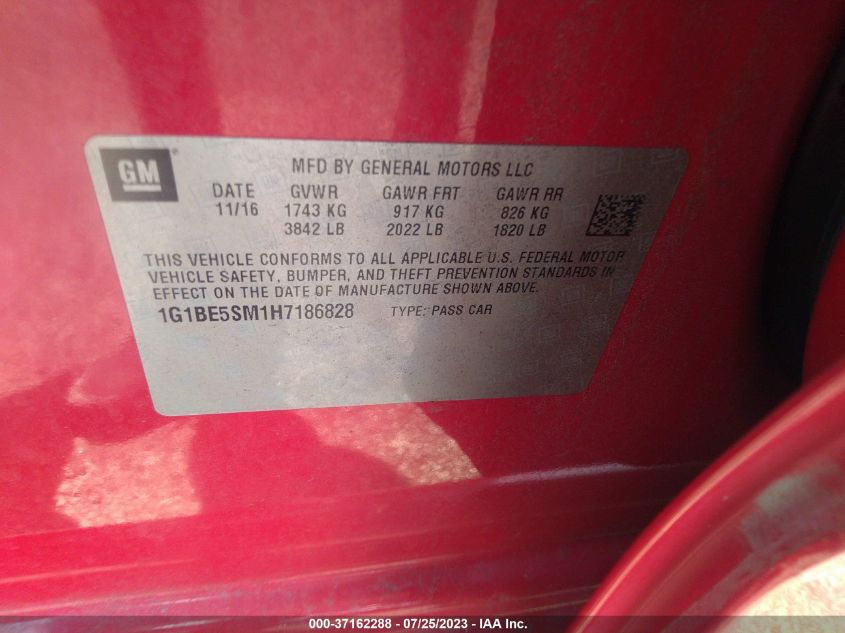 GM
MFD BY GENERAL MOTORS LLC
DATE GVWR GAWR FRT GAWR RR
11/16 1743 KG 917 KG 826 KG
3842 LB 2022 LB 1820 LB
THIS VEHICLE CONFORMS TO ALL APPLICABLE U.S. FEDERAL MOTOR
VEHICLE SAFETY, BUMPER, AND THEFT PREVENTION STANDARDS IN
EFFECT ON THE DATE OF MANUFACTURE SHOWN ABOVE.
1G1BE5SM1H7186828 TYPE: PASS CAR
000-37162288 - 07/25/2023 - IAA Inc.